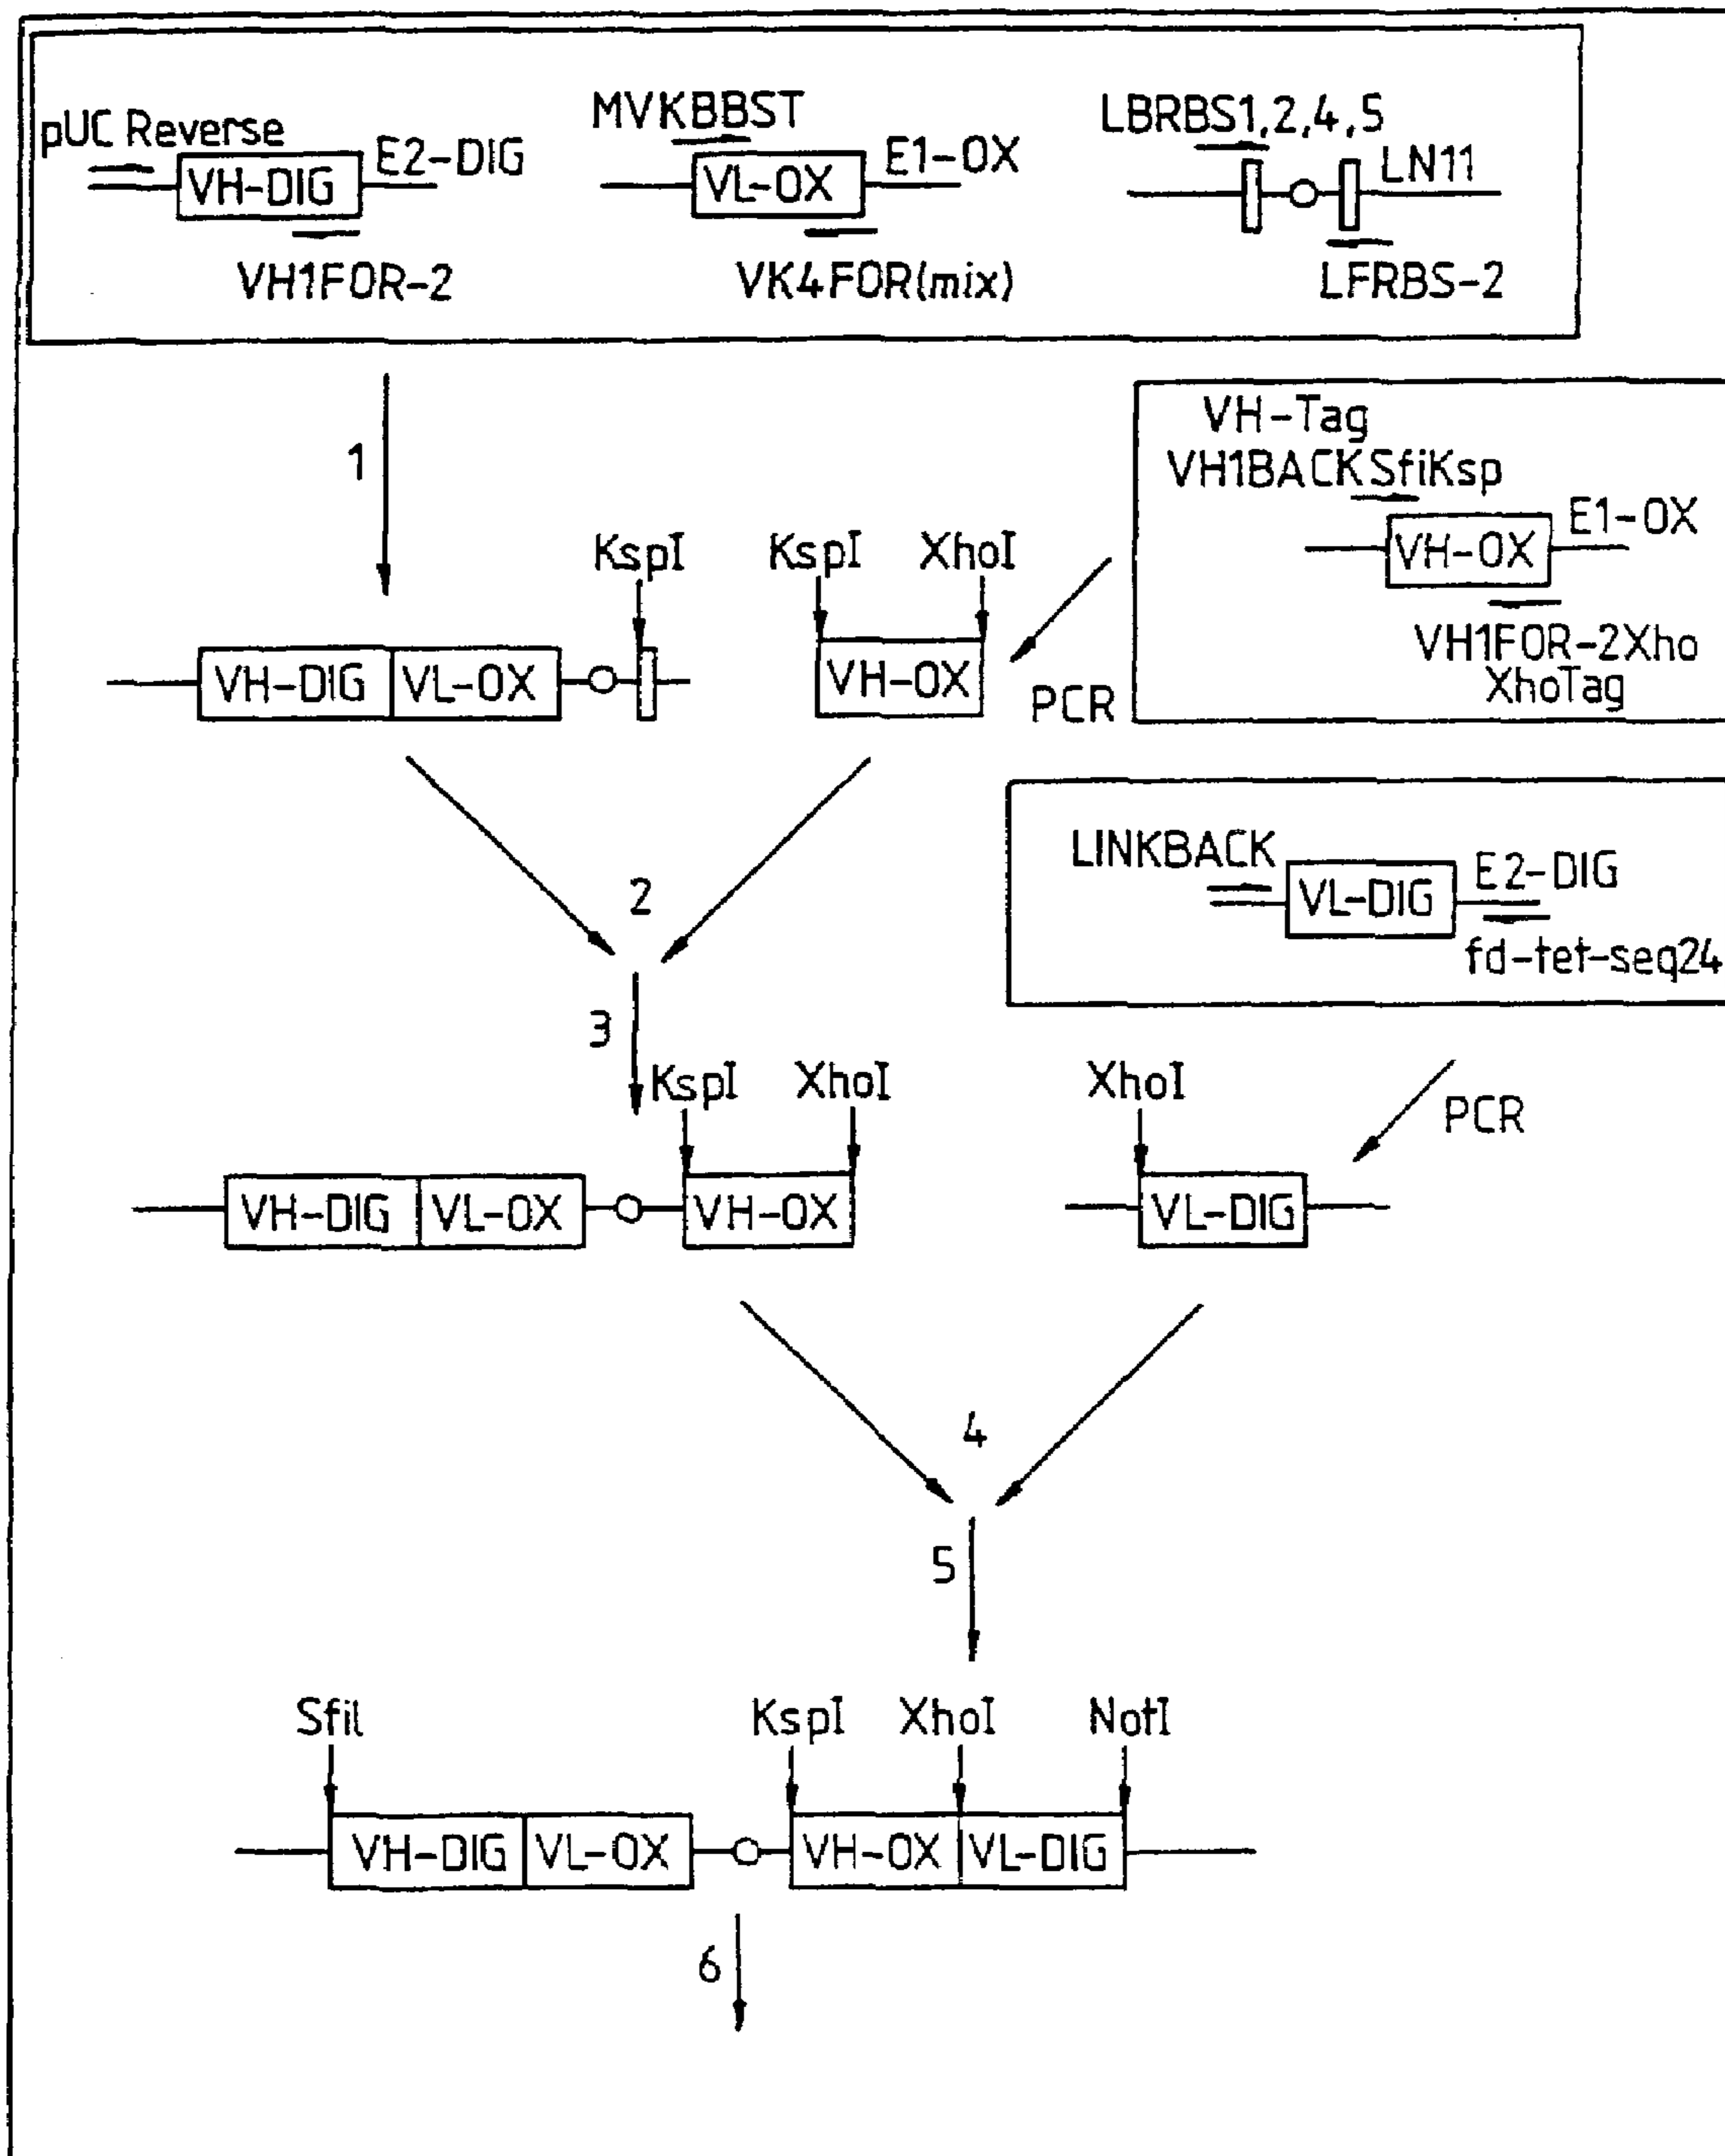 pUC Reverse
VH-DIG
E2-DIG
VH1FOR-2
MVKBBST
VL-OX
E1-OX
VK4FOR(mix)
LBRBS1,2,4,5
LN11
LFRBS-2
1
VH-Tag
VH1BACKSfiKsp
VH-OX
E1-OX
VH1FOR-2Xho
XhoTag
PCR
KspI
KspI
XhoI
VH-DIG
VL-OX
VH-OX
2
LINKBACK
VL-DIG
E2-DIG
fd-tet-seq24
3
KspI
XhoI
XhoI
PCR
VH-DIG
VL-OX
VH-OX
VL-DIG
4
5
SfiI
KspI
XhoI
NotI
VH-DIG
VL-OX
VH-OX
VL-DIG
6